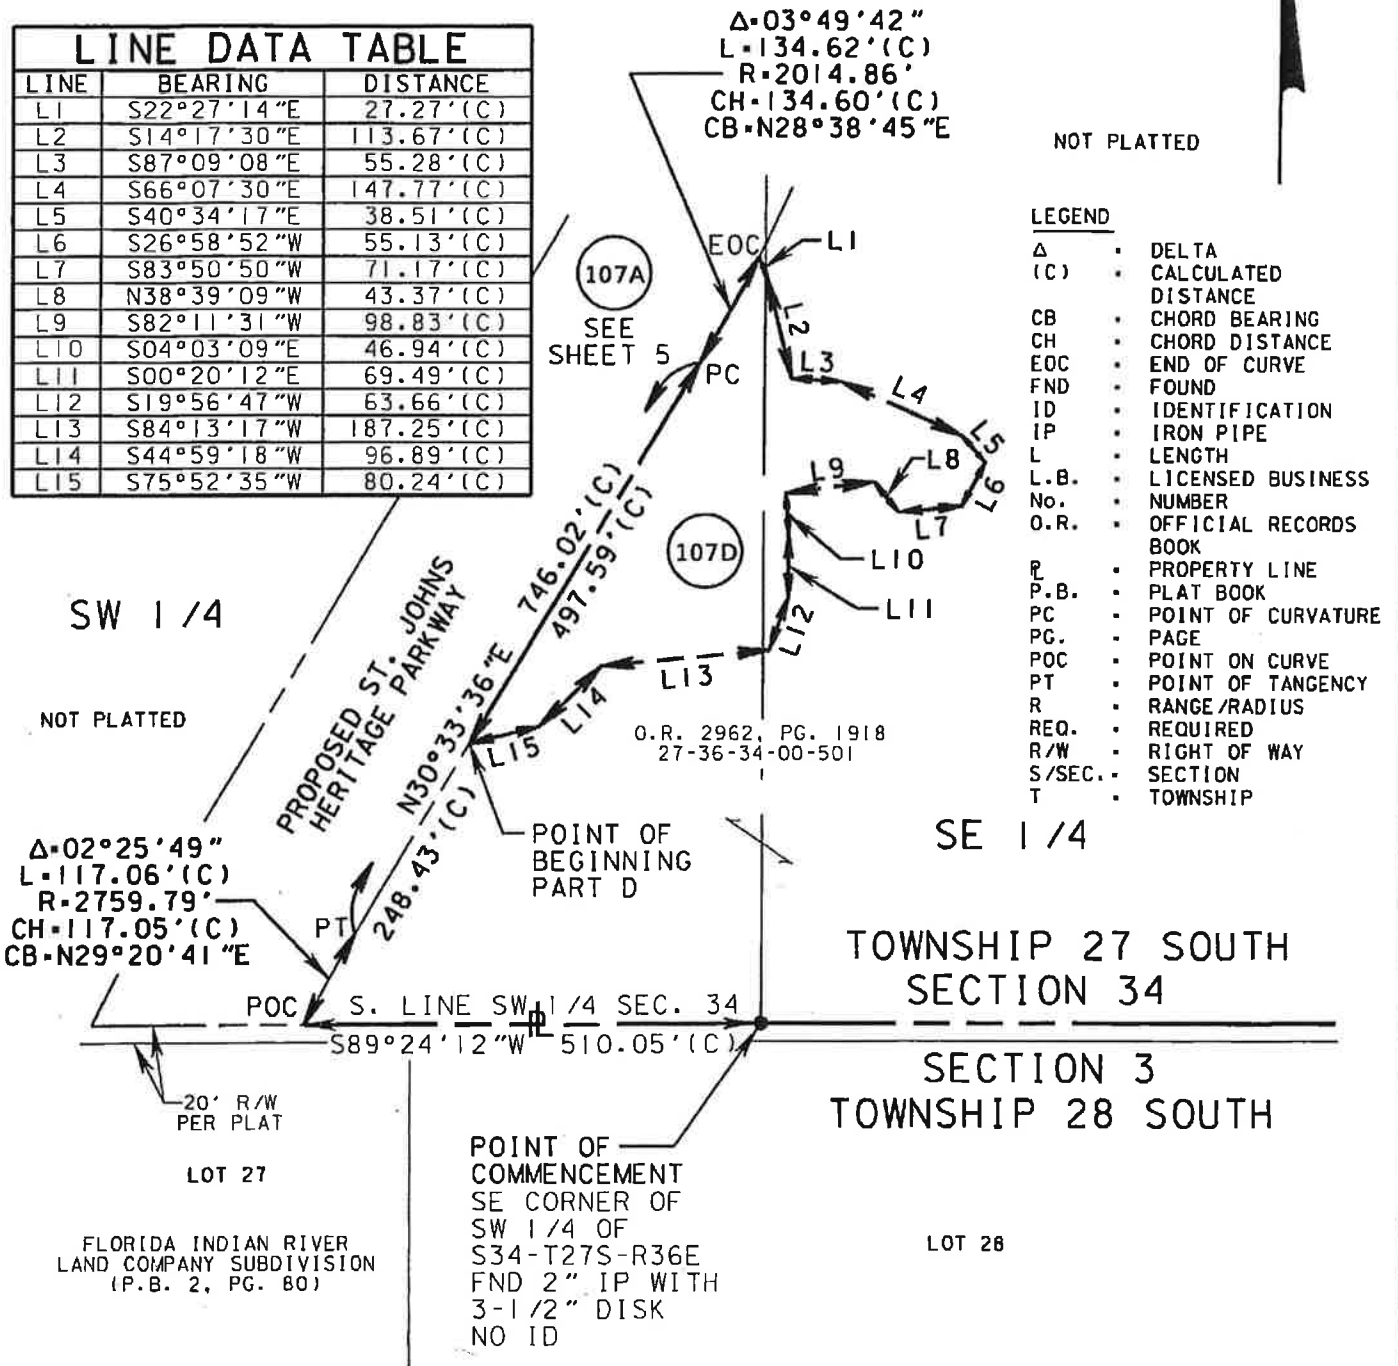 LINE DATA TABLE
LINE BEARING DISTANCE
L1 S22°27'14"E 27.27'(C)
L2 S14°17'30"E 113.67'(C)
L3 S87°09'08"E 55.28'(C)
L4 S66°07'30"E 147.77'(C)
L5 S40°34'17"E 38.51'(C)
L6 S26°58'52"W 55.13'(C)
L7 S83°50'50"W 71.17'(C)
L8 N38°39'09"W 43.37'(C)
L9 S82°11'31"W 98.83'(C)
L10 S04°03'09"E 46.94'(C)
L11 S00°20'12"E 69.49'(C)
L12 S19°56'47"W 63.66'(C)
L13 S84°13'17"W 187.25'(C)
L14 S44°59'18"W 96.89'(C)
L15 S75°52'35"W 80.24'(C)
Δ=03°49'42"
L=134.62'(C)
R=2014.86'
CH=134.60'(C)
CB=N28°38'45"E
NOT PLATTED
LEGEND
Δ = DELTA
(C) = CALCULATED
DISTANCE
CB = CHORD BEARING
CH = CHORD DISTANCE
EOC = END OF CURVE
FND = FOUND
ID = IDENTIFICATION
IP = IRON PIPE
L = LENGTH
L.B. = LICENSED BUSINESS
No. = NUMBER
O.R. = OFFICIAL RECORDS
BOOK
℄ = PROPERTY LINE
P.B. = PLAT BOOK
PC = POINT OF CURVATURE
PG. = PAGE
POC = POINT ON CURVE
PT = POINT OF TANGENCY
R = RANGE/RADIUS
REQ. = REQUIRED
R/W = RIGHT OF WAY
S/SEC. = SECTION
T = TOWNSHIP
107A
SEE
SHEET 5
EOC
L1
L2
L3
PC
L4
L5
L6
L7
L8
L9
L10
L11
L12
L13
L14
L15
107D
746.02'(C)
497.59'(C)
N30°33'36"E
248.43'(C)
PROPOSED ST. JOHNS
HERITAGE PARKWAY
SW 1/4
NOT PLATTED
O.R. 2962, PG. 1918
27-36-34-00-501
POINT OF
BEGINNING
PART D
SE 1/4
Δ=02°25'49"
L=117.06'(C)
R=2759.79'
CH=117.05'(C)
CB=N29°20'41"E
PT
POC
S. LINE SW 1/4 SEC. 34
S89°24'12"W 510.05'(C)
TOWNSHIP 27 SOUTH
SECTION 34
SECTION 3
TOWNSHIP 28 SOUTH
20' R/W
PER PLAT
LOT 27
FLORIDA INDIAN RIVER
LAND COMPANY SUBDIVISION
(P.B. 2, PG. 80)
POINT OF
COMMENCEMENT
SE CORNER OF
SW 1/4 OF
S34-T27S-R36E
FND 2" IP WITH
3-1/2" DISK
NO ID
LOT 28